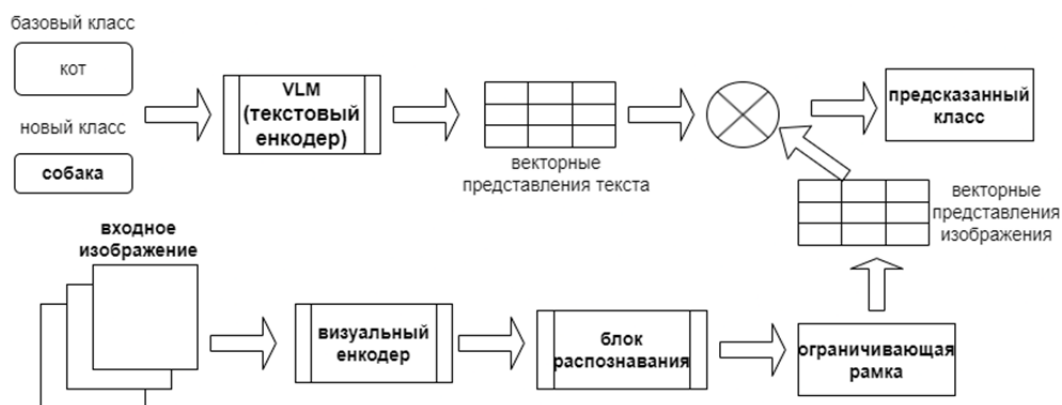 базовый класс
кот
новый класс
собака
VLM
(текстовый
енкодер)
векторные
представления текста
предсказанный
класс
векторные
представления
изображения
входное
изображение
визуальный
енкодер
блок
распознавания
ограничивающая
рамка